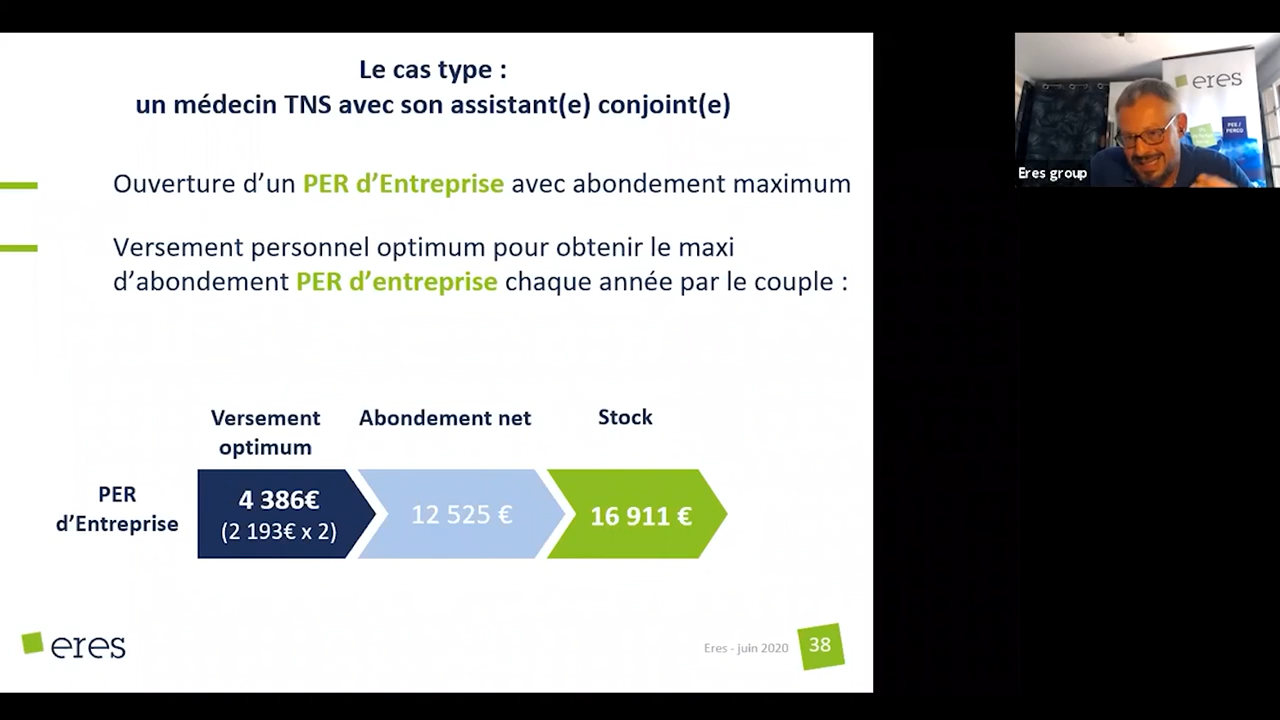 Le cas type :
un médecin TNS avec son assistant(e) conjoint(e)
Ouverture d'un PER d'Entreprise avec abondement maximum
Versement personnel optimum pour obtenir le maxi
d'abondement PER d'entreprise chaque année par le couple :
Versement
optimum
Abondement net
Stock
PER
d'Entreprise
4 386€
(2 193€ x 2)
12 525 €
16 911 €
eres
Eres - juin 2020
38
eres
PEE /
PERCO
Eres group